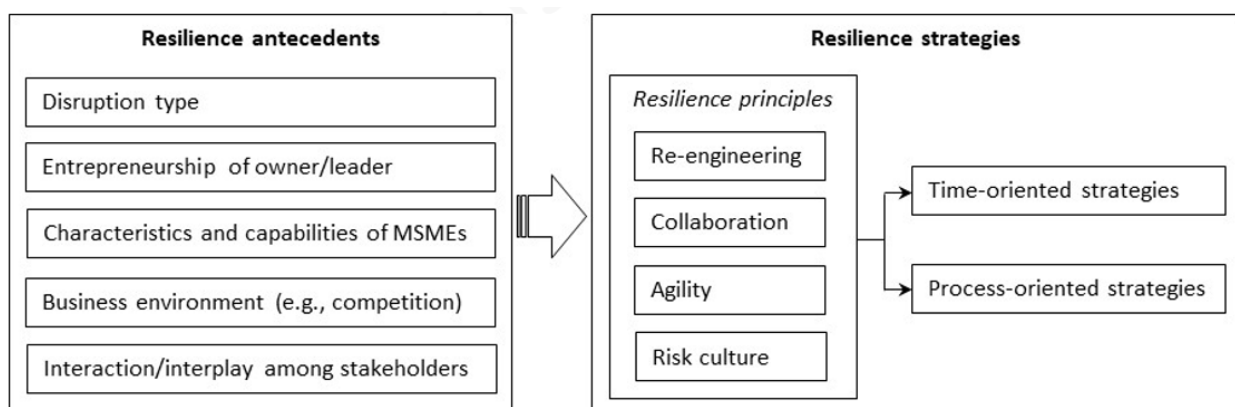 Resilience antecedents
Disruption type
Entrepreneurship of owner/leader
Characteristics and capabilities of MSMEs
Business environment (e.g., competition)
Interaction/interplay among stakeholders
Resilience strategies
Resilience principles
Re-engineering
Collaboration
Agility
Risk culture
Time-oriented strategies
Process-oriented strategies